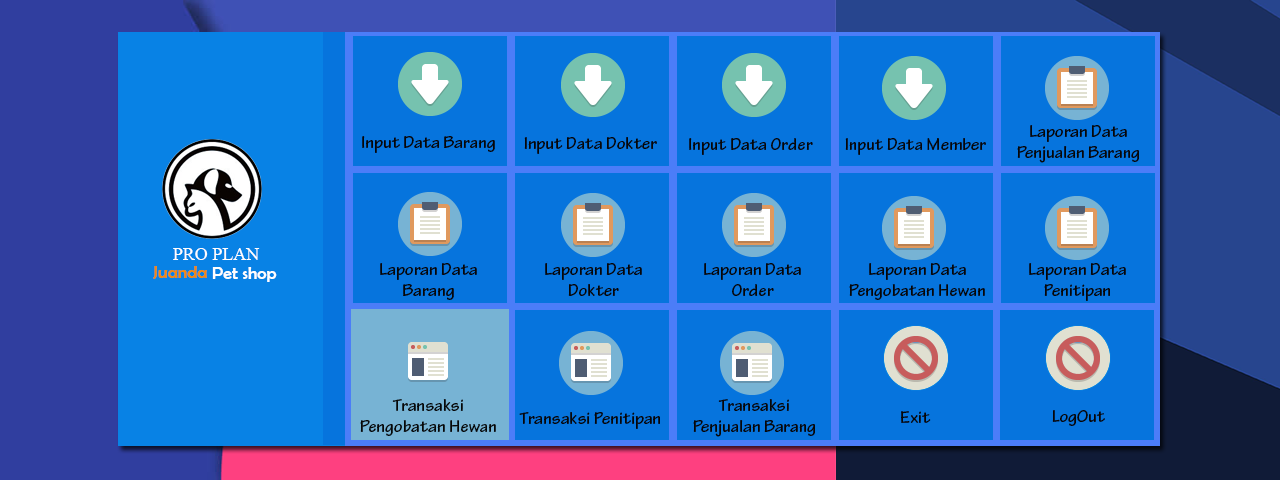 PRO PLAN
Juanda Pet shop
Input Data Barang
Input Data Dokter
Input Data Order
Input Data Member
Laporan Data
Penjualan Barang
Laporan Data
Barang
Laporan Data
Dokter
Laporan Data
Order
Laporan Data
Pengobatan Hewan
Laporan Data
Penitipan
Transaksi
Pengobatan Hewan
Transaksi Penitipan
Transaksi
Penjualan Barang
Exit
LogOut